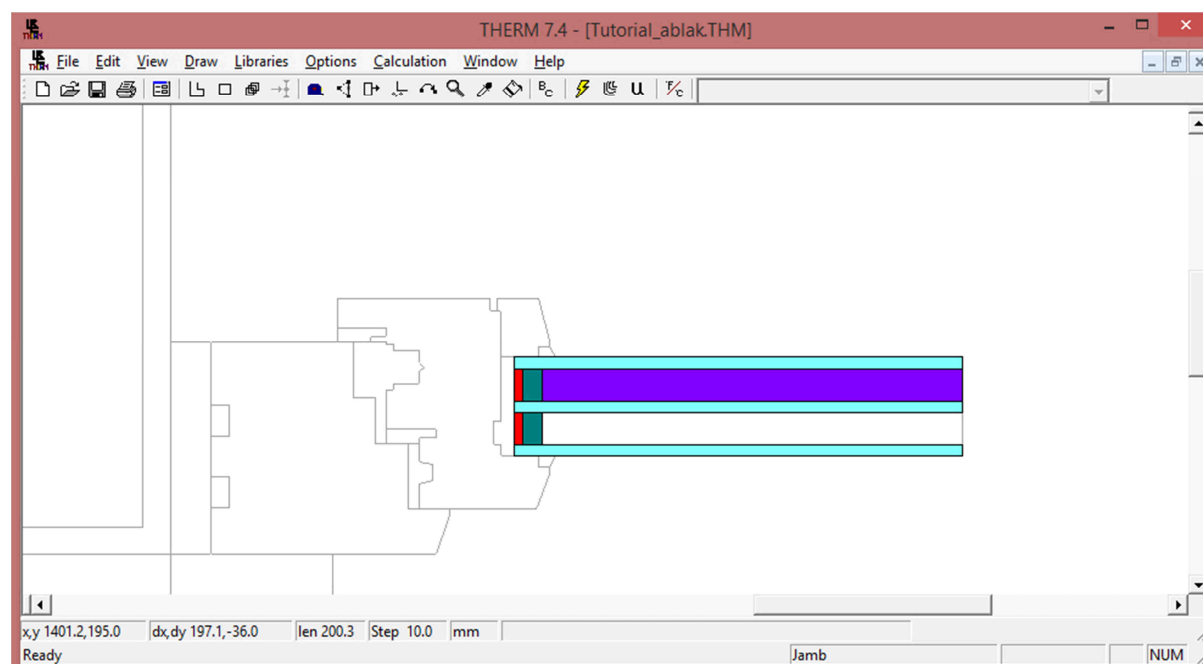 THERM 7.4 - [Tutorial_ablak.THM]
File Edit View Draw Libraries Options Calculation Window Help
x,y 1401.2,195.0 dx,dy 197.1,-36.0 len 200.3 Step 10.0 mm
Ready Jamb NUM